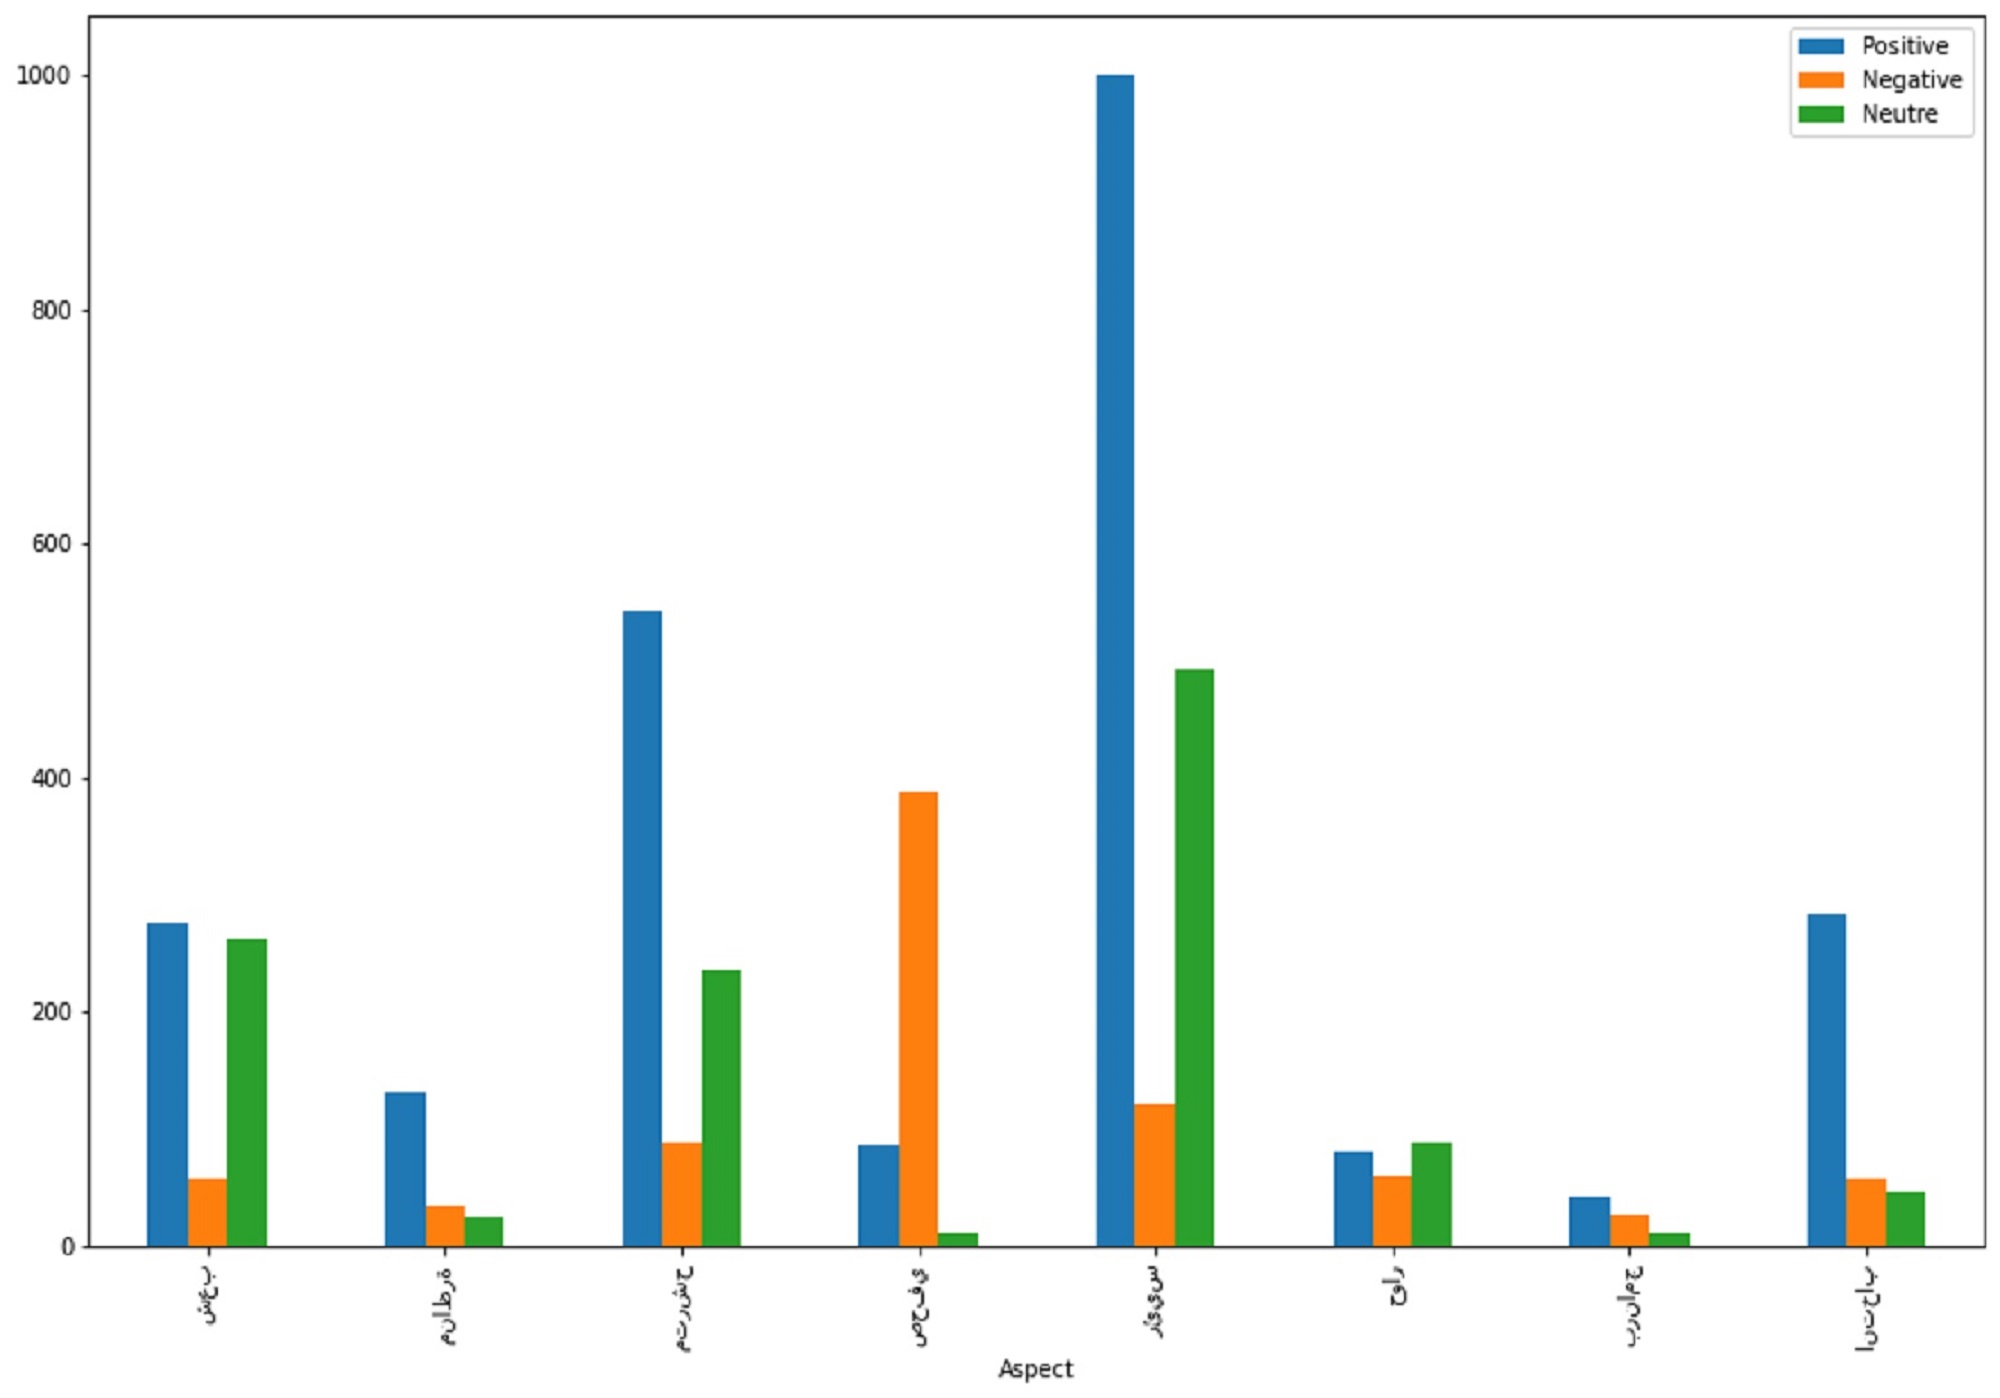 1000
800
600
400
200
0
Positive
Negative
Neutre
شعب
مناظرة
مترشح
صحفي
رئيس
حوار
برنامج
انتخاب
Aspect